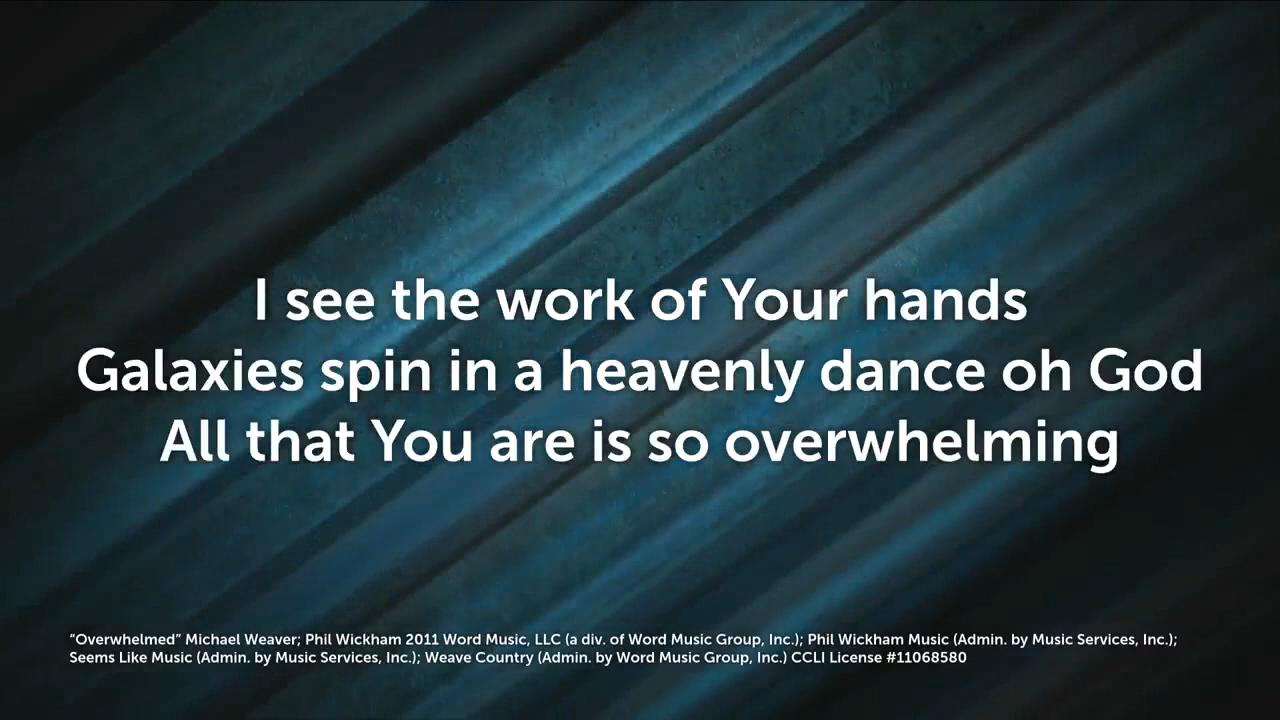 I see the work of Your hands
Galaxies spin in a heavenly dance oh God
All that You are is so overwhelming
“Overwhelmed” Michael Weaver; Phil Wickham 2011 Word Music, LLC (a div. of Word Music Group, Inc.); Phil Wickham Music (Admin. by Music Services, Inc.);
Seems Like Music (Admin. by Music Services, Inc.); Weave Country (Admin. by Word Music Group, Inc.) CCLI License #11068580